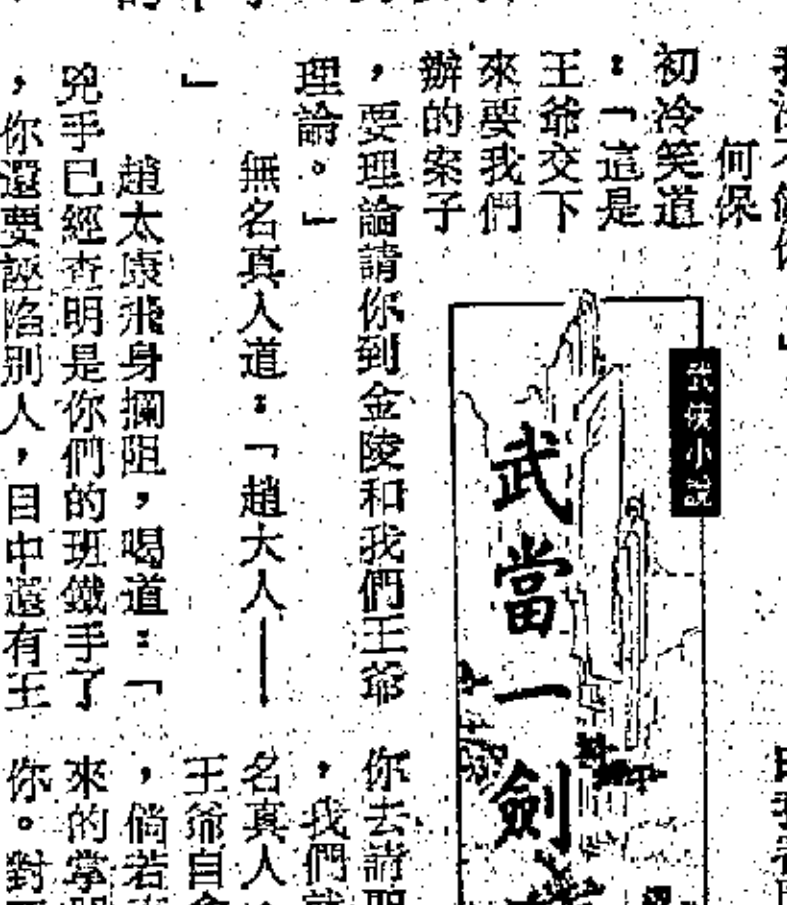 何保
初冷笑道
：「這是
王爺交下
來要我們
辦的案子
，要理論請你到金陵和我們王爺
理論。」
無名真人道：「趙大人——
」
趙太康飛身攔阻，喝道：「
兇手已經查明是你們的班鐵手了
，你還要誣陷別人，目中還有王
武俠小說
武當一劍
你去請
，我們
名真人
王爺自
，倘若
來的掌
你。對